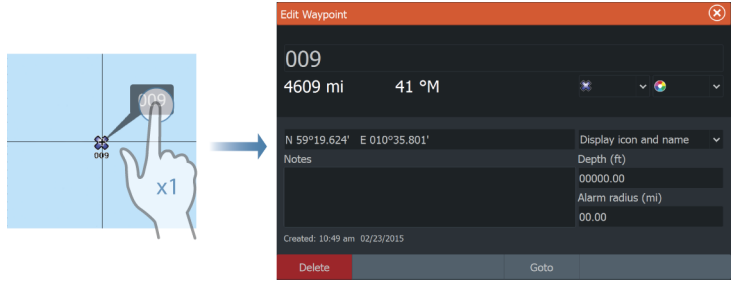 009
009
x1
Edit Waypoint
009
4609 mi 41 °M
N 59°19.624' E 010°35.801' Display icon and name
Notes Depth (ft)
00000.00
Alarm radius (mi)
00.00
Created: 10:49 am 02/23/2015
Delete Goto